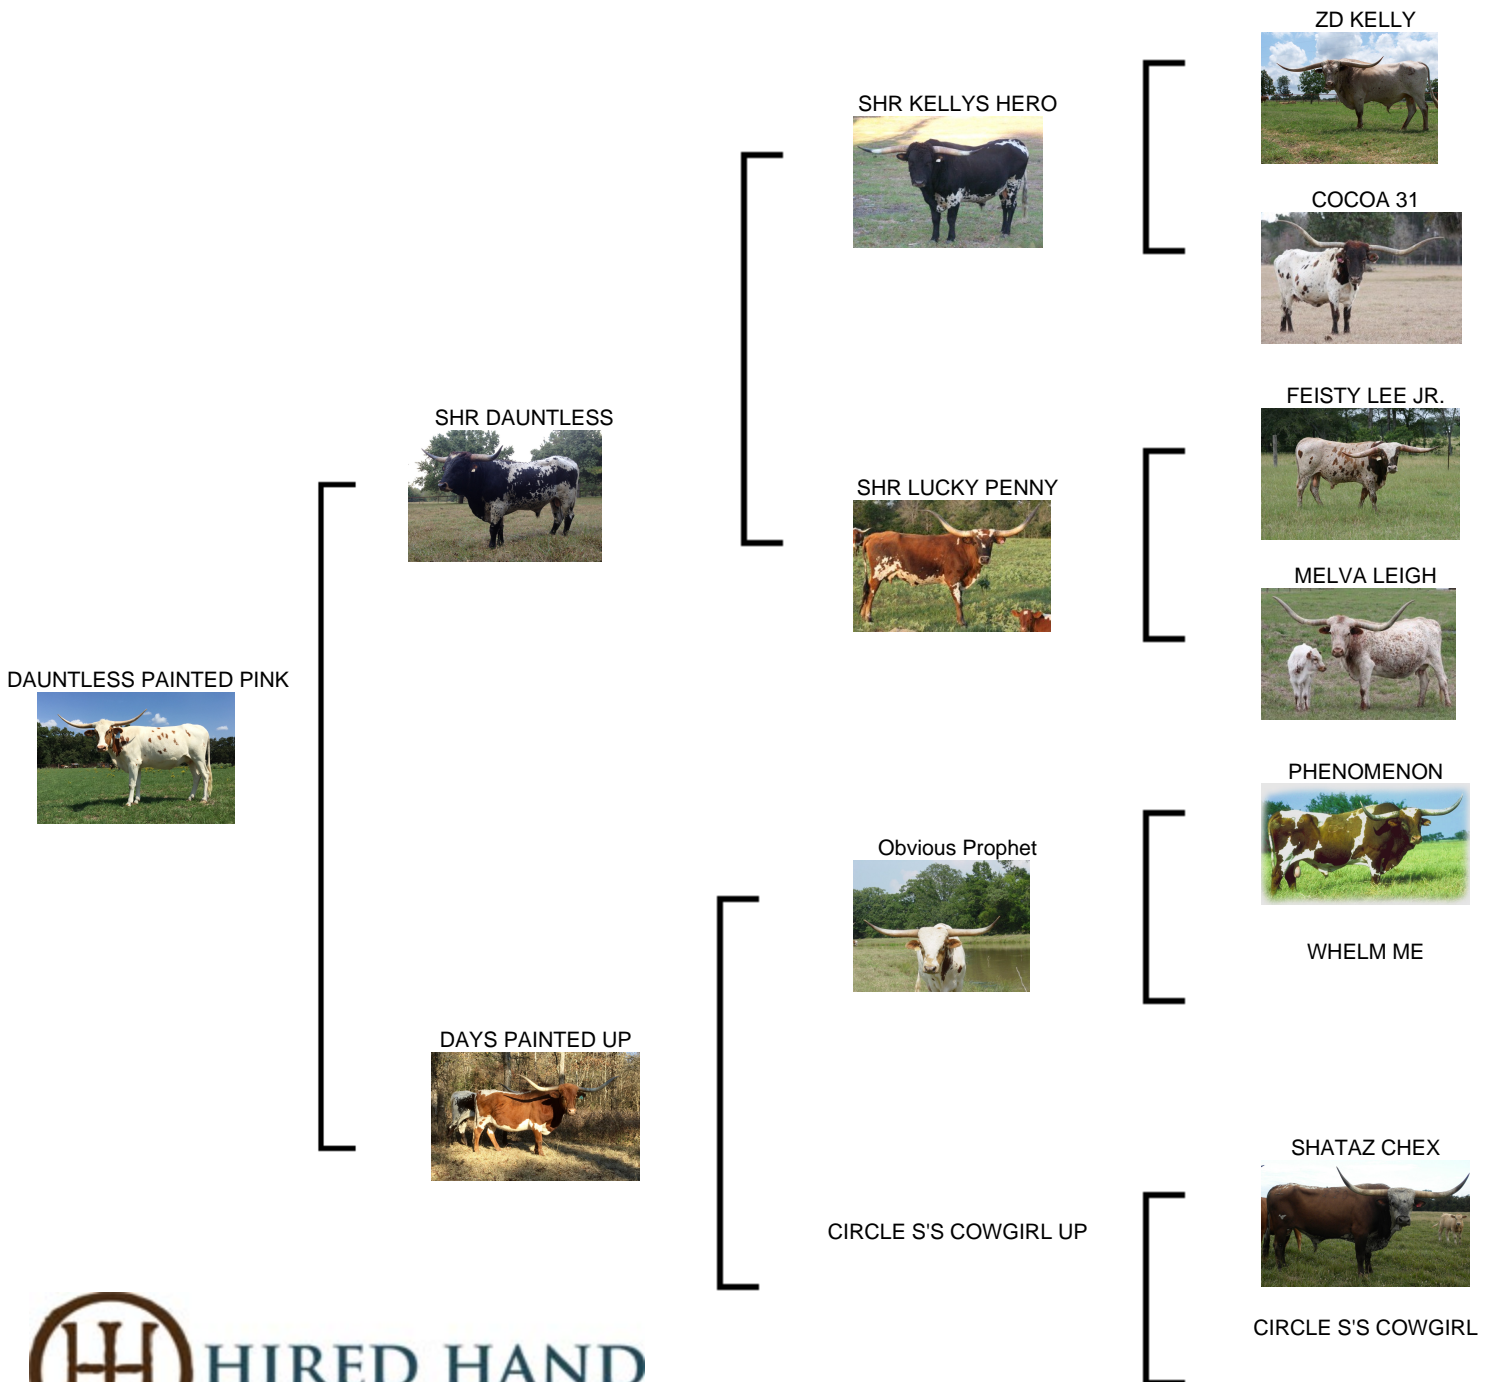 ZD KELLY
SHR KELLYS HERO
COCOA 31
FEISTY LEE JR.
SHR DAUNTLESS
SHR LUCKY PENNY
MELVA LEIGH
DAUNTLESS PAINTED PINK
PHENOMENON
Obvious Prophet
WHELM ME
DAYS PAINTED UP
SHATAZ CHEX
CIRCLE S'S COWGIRL UP
CIRCLE S'S COWGIRL
HIRED HAND